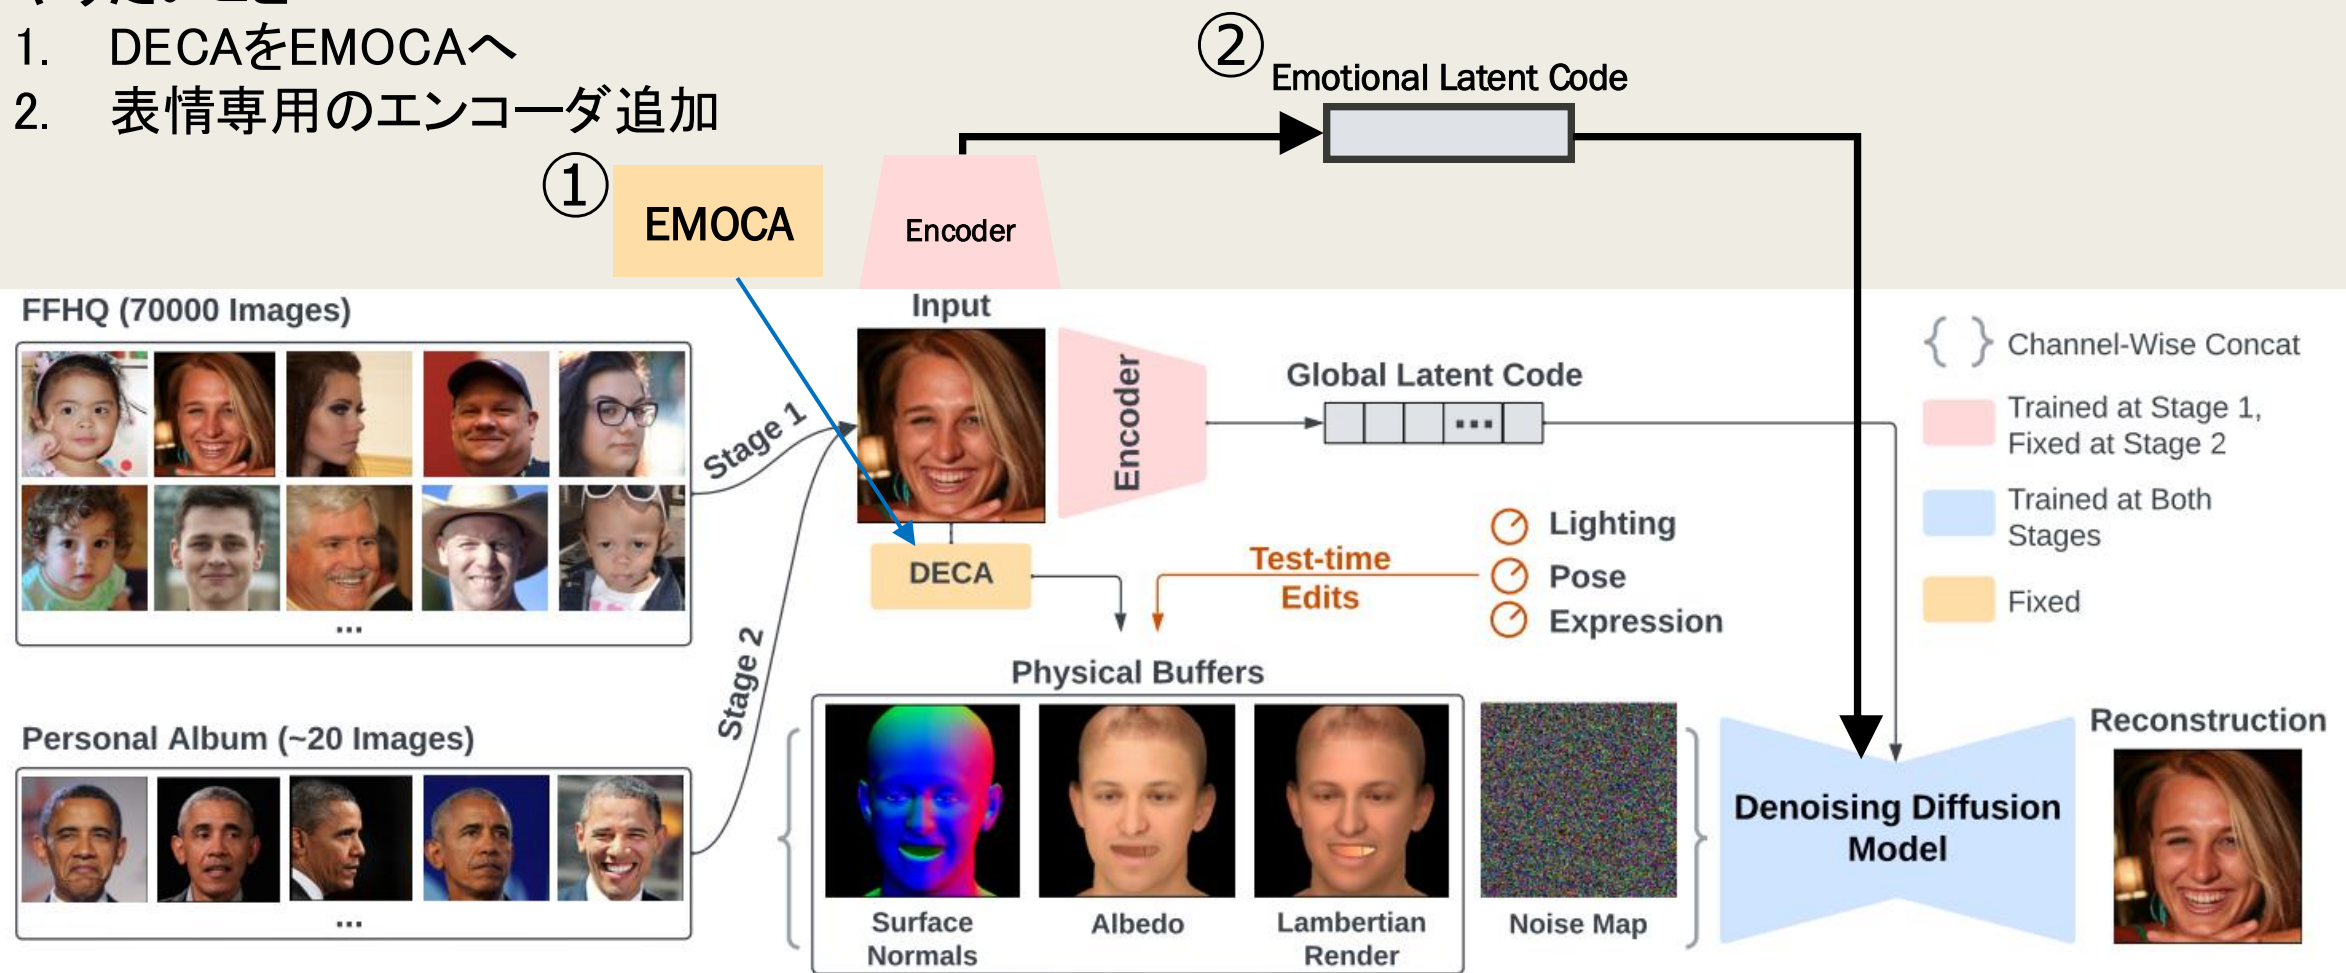 1. DECAをEMOCAへ
2. 表情専用のエンコーダ追加
①
EMOCA
Encoder
②
Emotional Latent Code
FFHQ (70000 Images)
...
Personal Album (~20 Images)
...
Stage 1
Stage 2
Input
Encoder
DECA
Global Latent Code
...
Test-time
Edits
Lighting
Pose
Expression
Physical Buffers
Surface
Normals
Albedo
Lambertian
Render
Noise Map
Denoising Diffusion
Model
Reconstruction
{ } Channel-Wise Concat
Trained at Stage 1,
Fixed at Stage 2
Trained at Both
Stages
Fixed